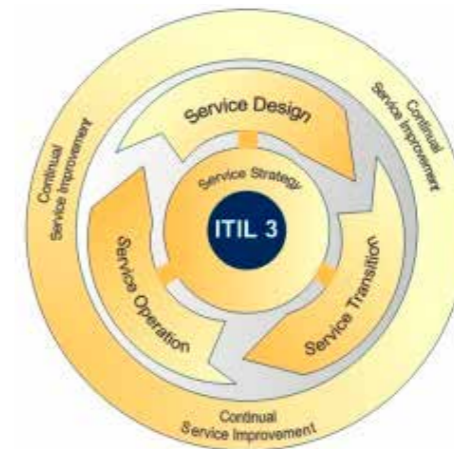 Service Design
Service Strategy
ITIL 3
Service Transition
Service Operation
Continual
Service Improvement
Continual
Service Improvement
Continual
Service Improvement